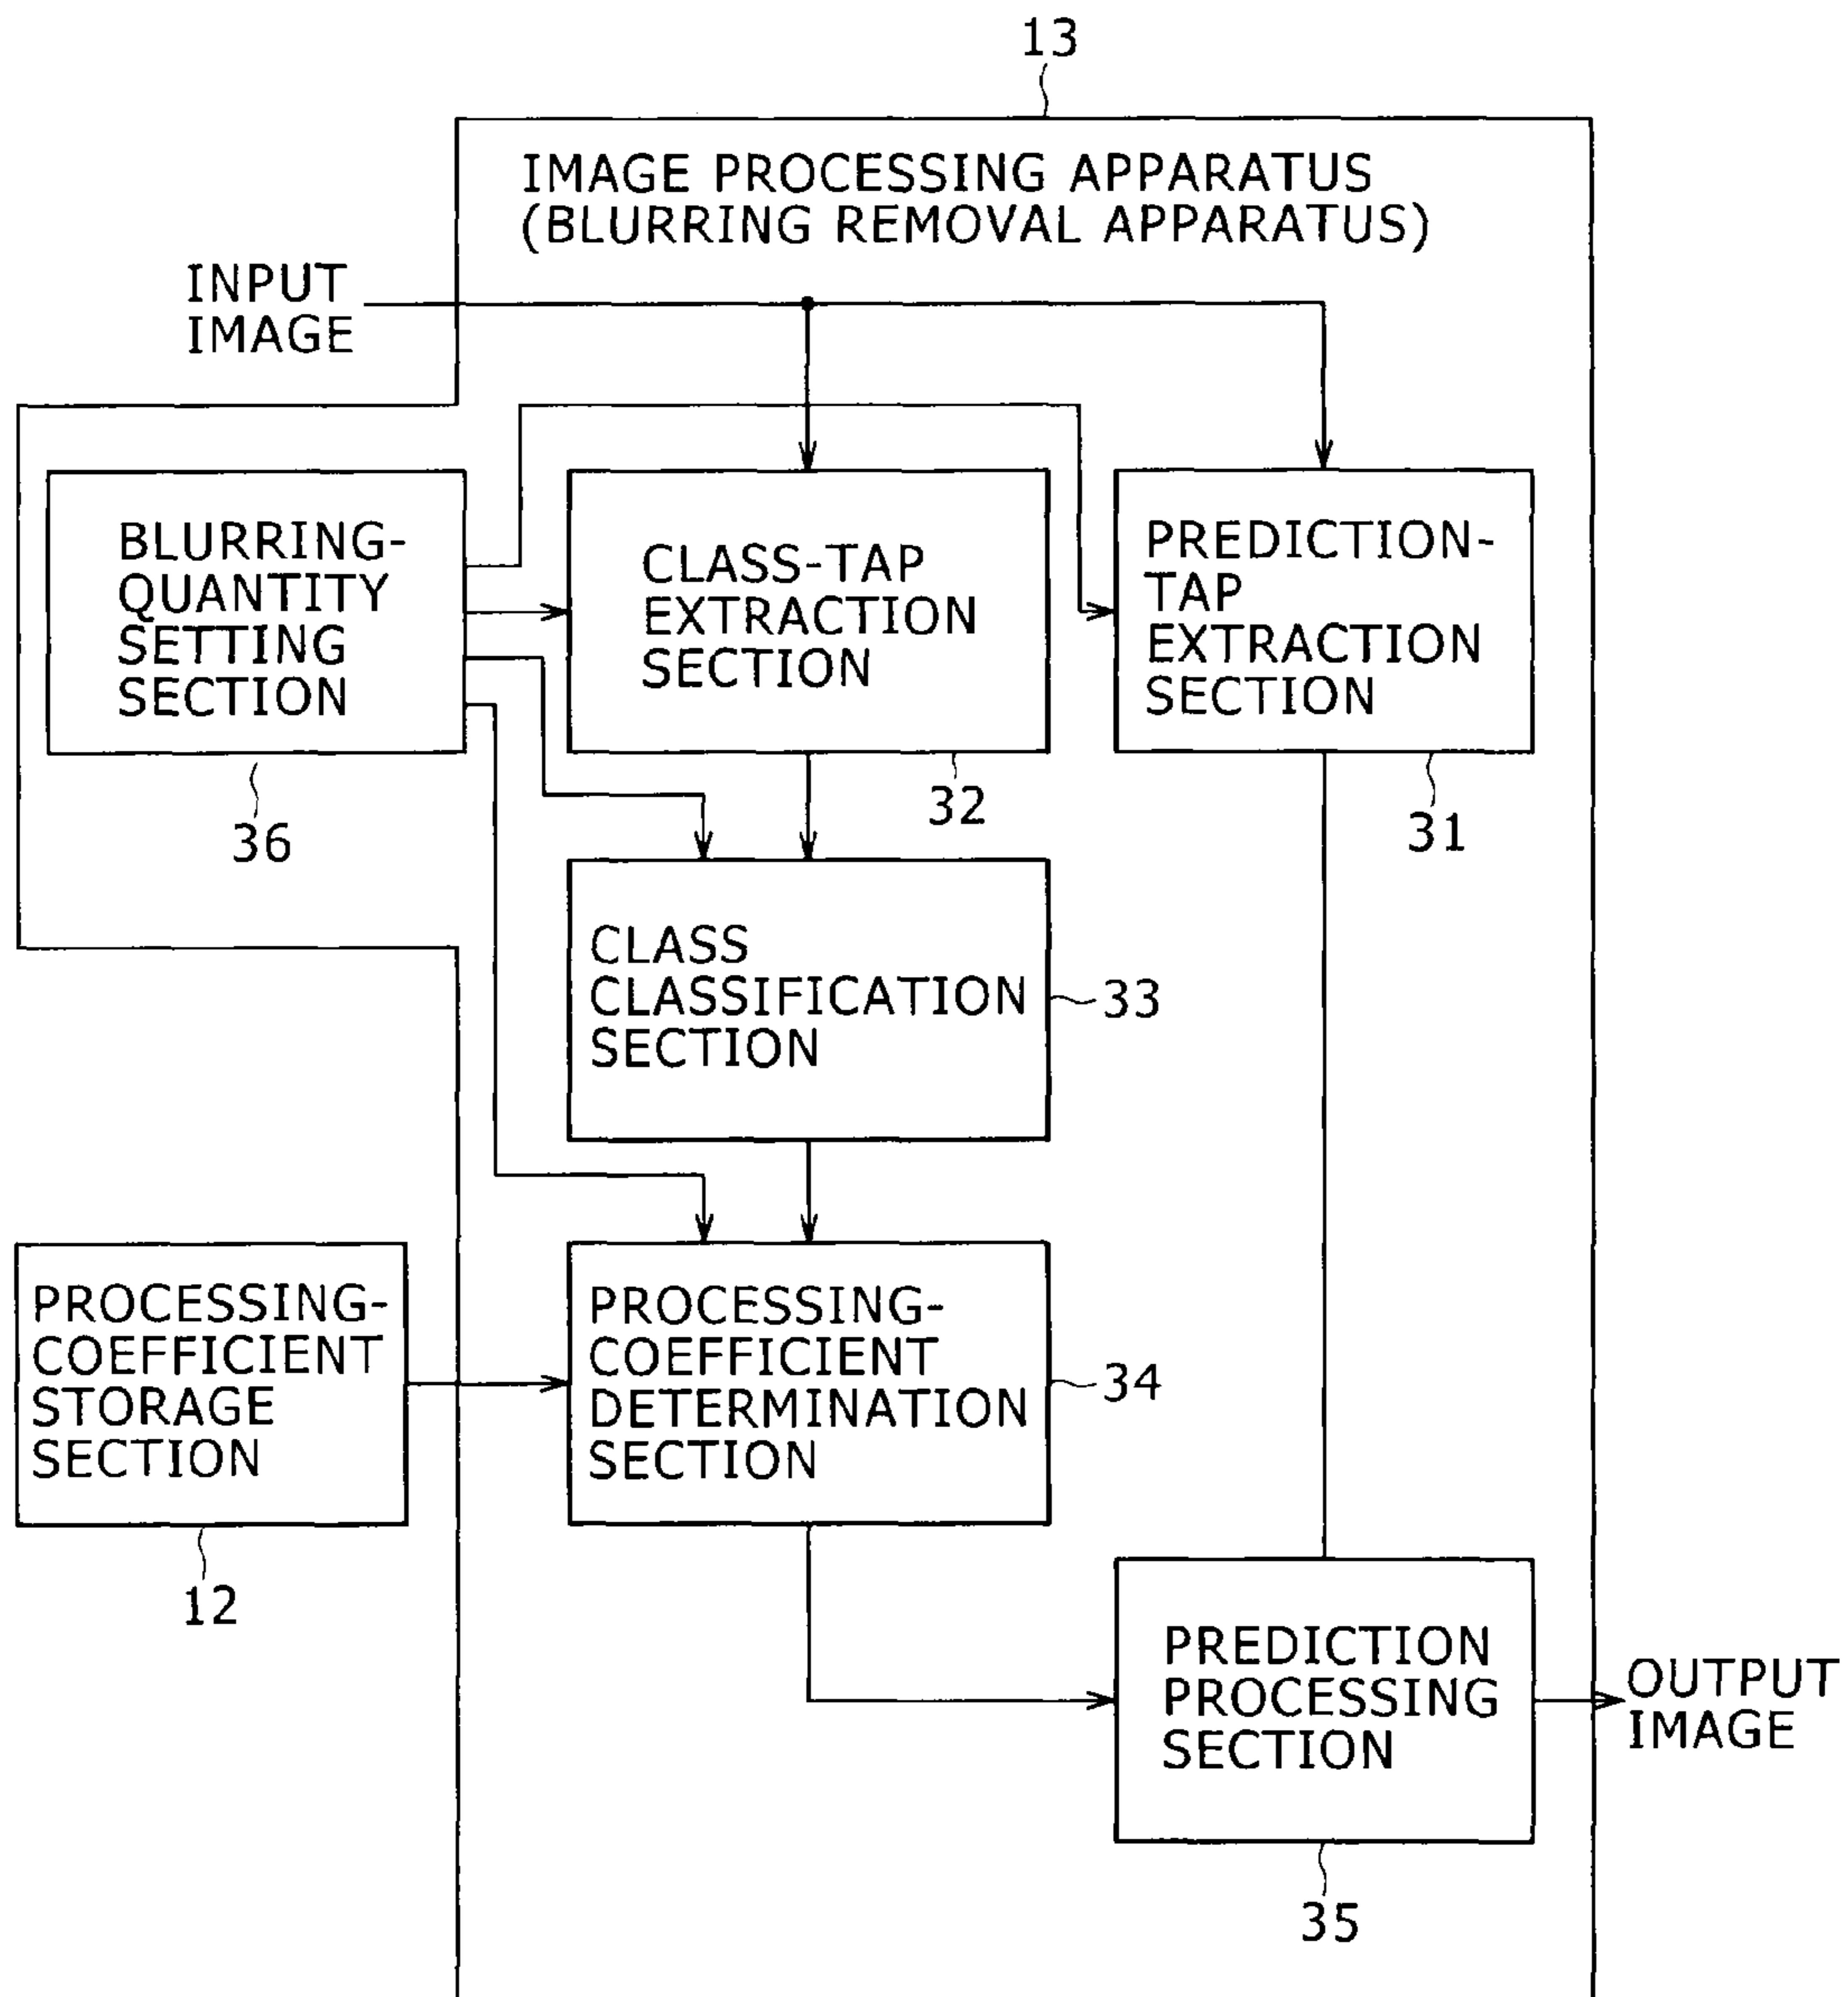 13
IMAGE PROCESSING APPARATUS
(BLURRING REMOVAL APPARATUS)
INPUT
IMAGE
BLURRING-
QUANTITY
SETTING
SECTION
36
CLASS-TAP
EXTRACTION
SECTION
32
PREDICTION-
TAP
EXTRACTION
SECTION
31
CLASS
CLASSIFICATION
SECTION
33
PROCESSING-
COEFFICIENT
STORAGE
SECTION
12
PROCESSING-
COEFFICIENT
DETERMINATION
SECTION
34
PREDICTION
PROCESSING
SECTION
35
OUTPUT
IMAGE